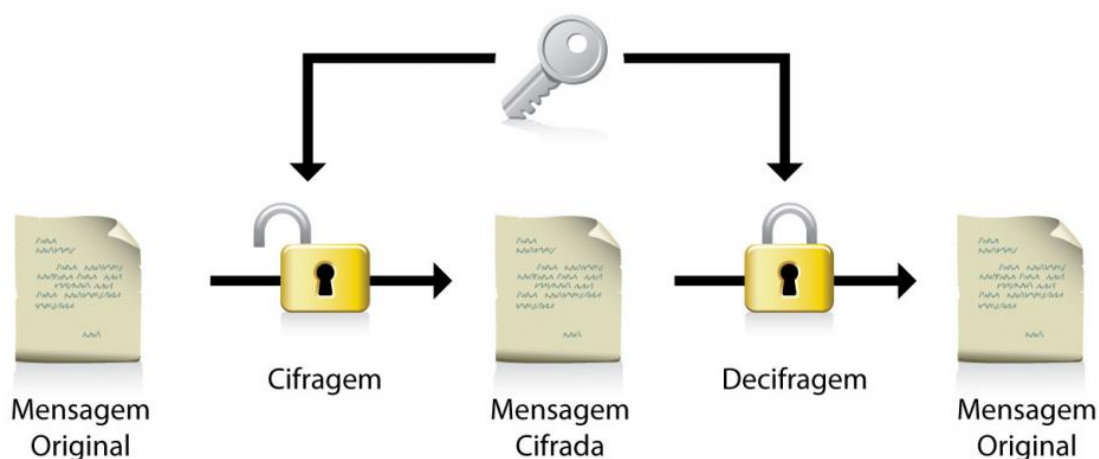 Cifragem
Decifragem
Mensagem
Original
Mensagem
Cifrada
Mensagem
Original